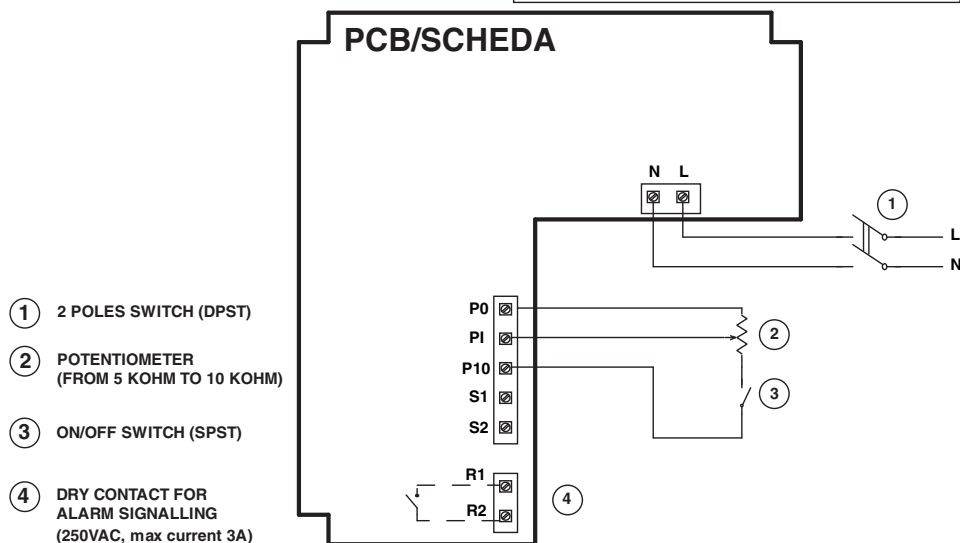 PCB/SCHEDA
N L
1
L
N
1 2 POLES SWITCH (DPST)
P0
2 POTENTIOMETER
(FROM 5 KOHM TO 10 KOHM)
PI
2
P10
3
S1
3 ON/OFF SWITCH (SPST)
S2
4 DRY CONTACT FOR
ALARM SIGNALLING
(250VAC, max current 3A)
R1
R2
4